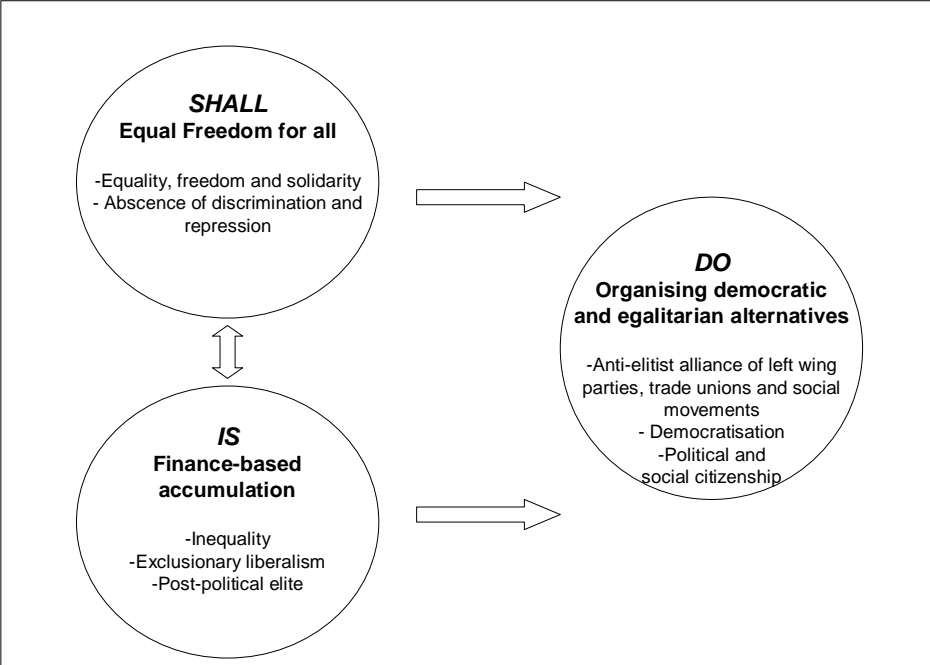 SHALL
Equal Freedom for all
-Equality, freedom and solidarity
- Abscence of discrimination and
repression
IS
Finance-based
accumulation
-Inequality
-Exclusionary liberalism
-Post-political elite
DO
Organising democratic
and egalitarian alternatives
-Anti-elitist alliance of left wing
parties, trade unions and social
movements
- Democratisation
-Political and
social citizenship